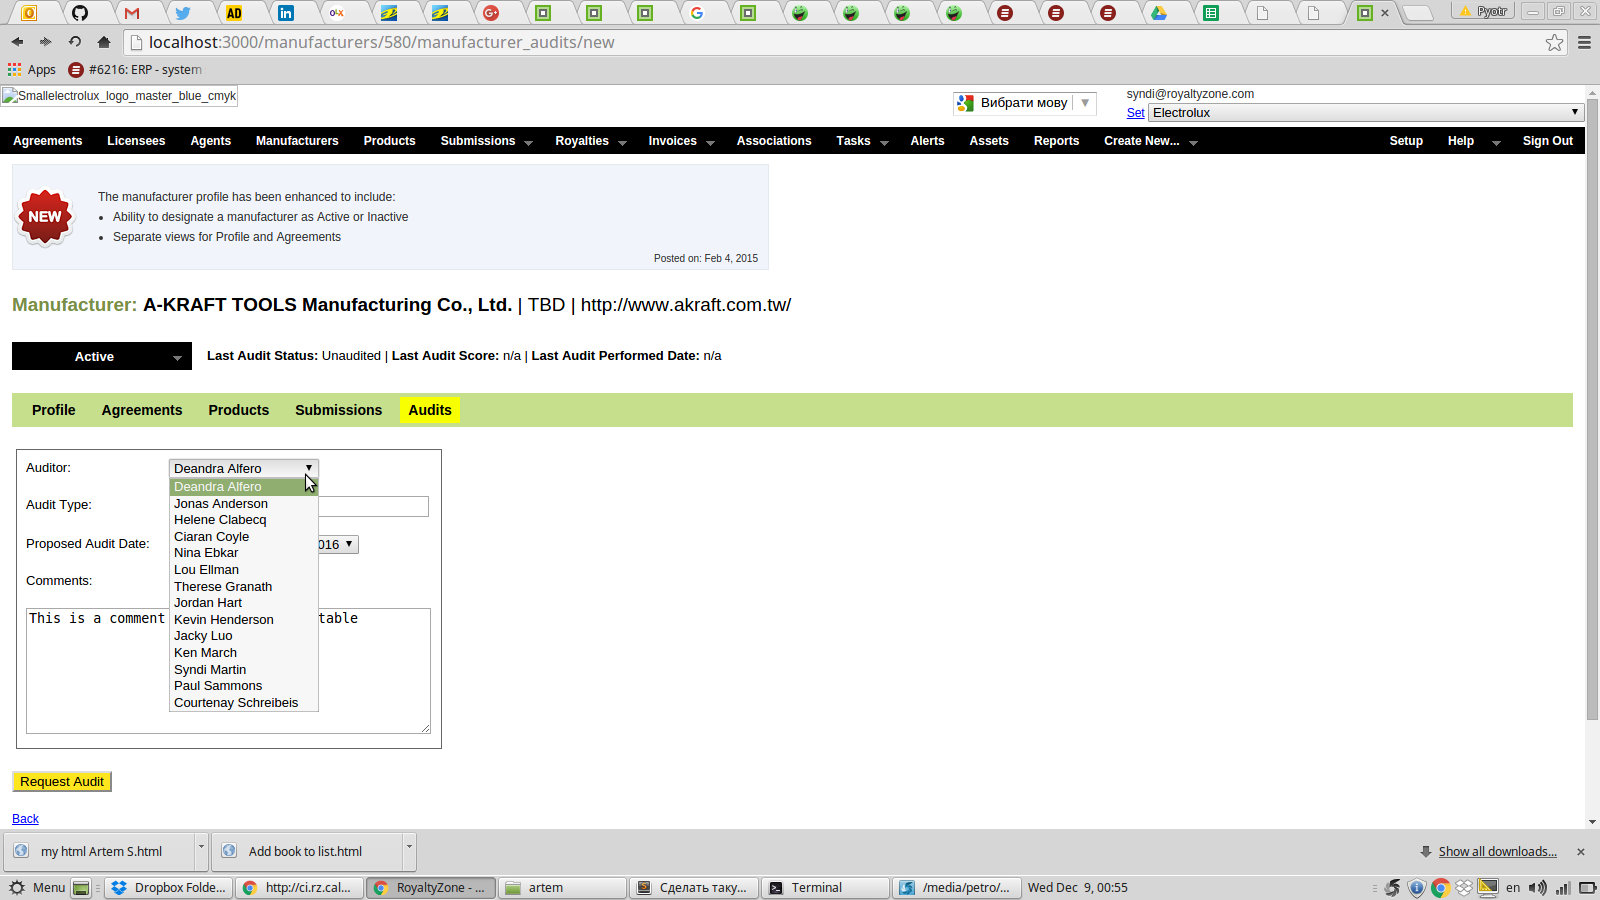 Pyotr
localhost:3000/manufacturers/580/manufacturer_audits/new
Apps #6216: ERP - system
Smallelectrolux_logo_master_blue_cmyk
Вибрати мову
syndi@royaltyzone.com
Set Electrolux
Agreements Licensees Agents Manufacturers Products Submissions Royalties Invoices Associations Tasks Alerts Assets Reports Create New... Setup Help Sign Out
NEW
The manufacturer profile has been enhanced to include:
• Ability to designate a manufacturer as Active or Inactive
• Separate views for Profile and Agreements
Posted on: Feb 4, 2015
Manufacturer: A-KRAFT TOOLS Manufacturing Co., Ltd. | TBD | http://www.akraft.com.tw/
Active Last Audit Status: Unaudited | Last Audit Score: n/a | Last Audit Performed Date: n/a
Profile Agreements Products Submissions Audits
Auditor: Deandra Alfero
Deandra Alfero
Audit Type: Jonas Anderson
Helene Clabecq
Ciaran Coyle
Proposed Audit Date: 016
Nina Ebkar
Lou Ellman
Comments: Therese Granath
Jordan Hart
This is a comment Kevin Henderson table
Jacky Luo
Ken March
Syndi Martin
Paul Sammons
Courtenay Schreibeis
Request Audit
Back
my html Artem S.html Add book to list.html Show all downloads...
Menu Dropbox Folde... http://ci.rz.cal... RoyaltyZone - ... artem Сделать таку... Terminal /media/petro/... Wed Dec 9, 00:55 en